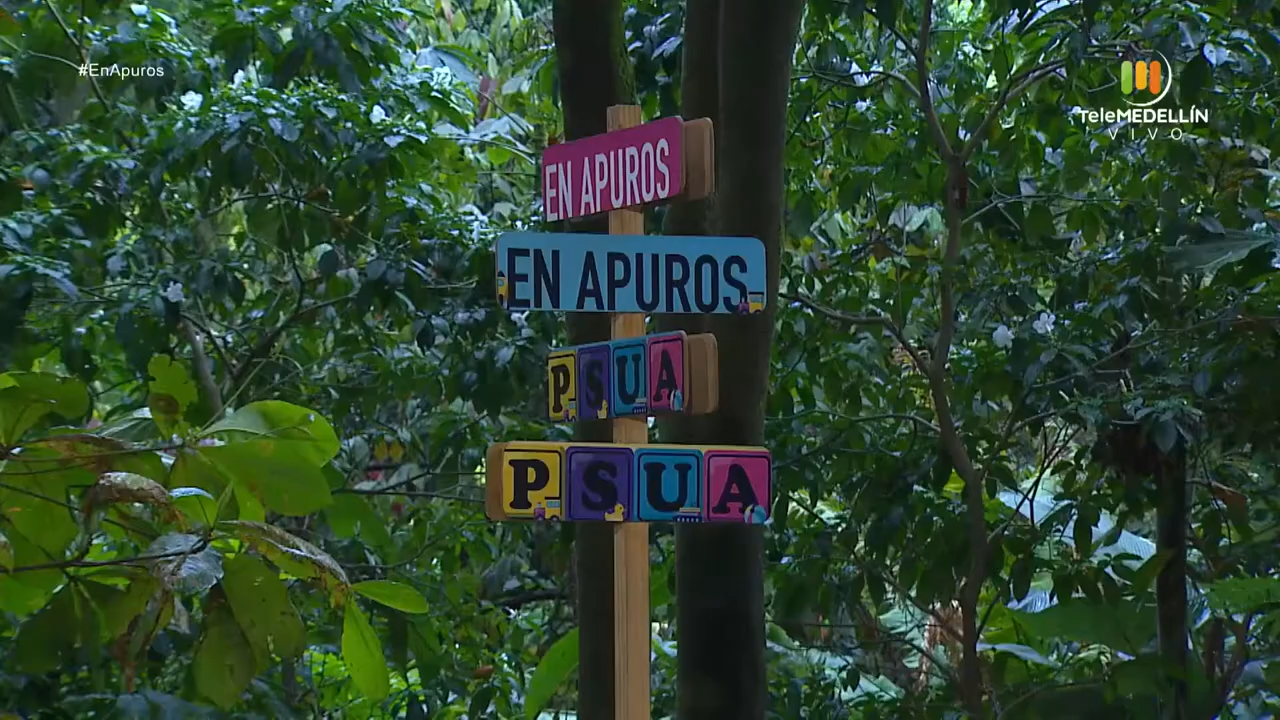 #EnApuros
TeleMEDELLÍN
VIVO
EN APUROS
EN APUROS
PSUA
PSUA